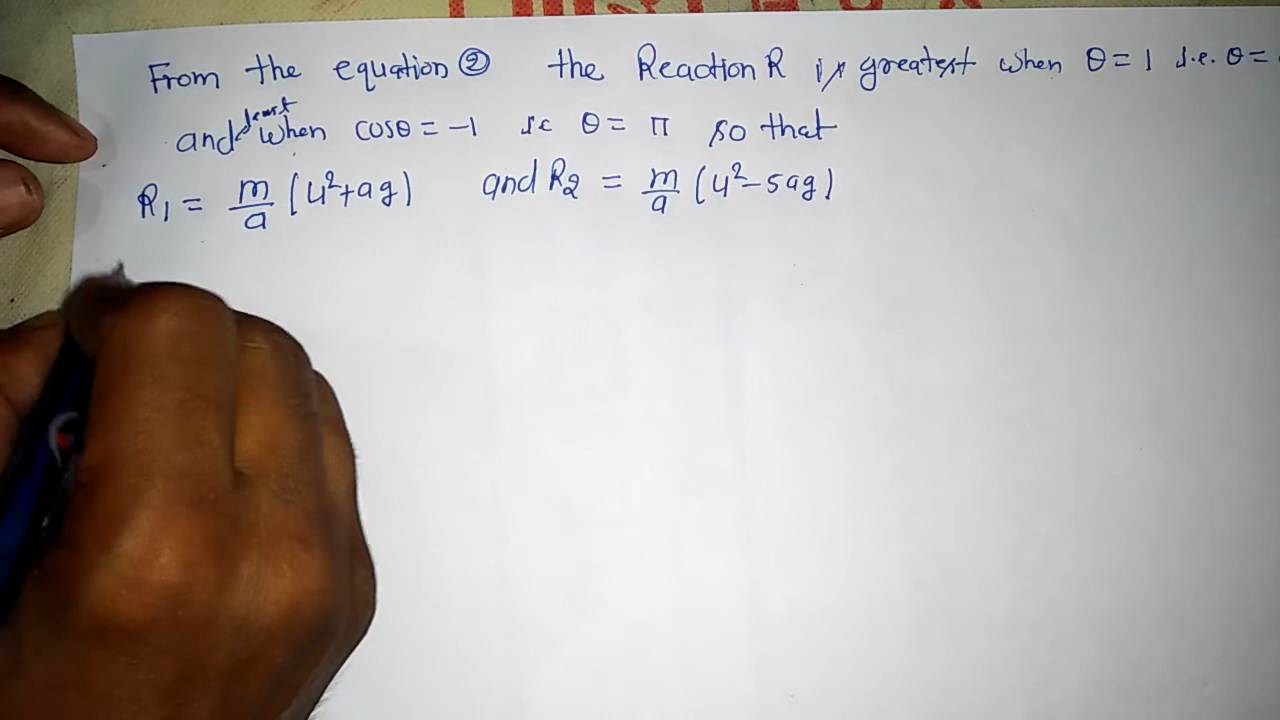 From the equation ② the Reaction R is greatest when θ = 1 i.e. θ =
and least when cosθ = -1 ie θ = π so that
R₁ = m/a (u²+ag) and R₂ = m/a (u²-5ag)